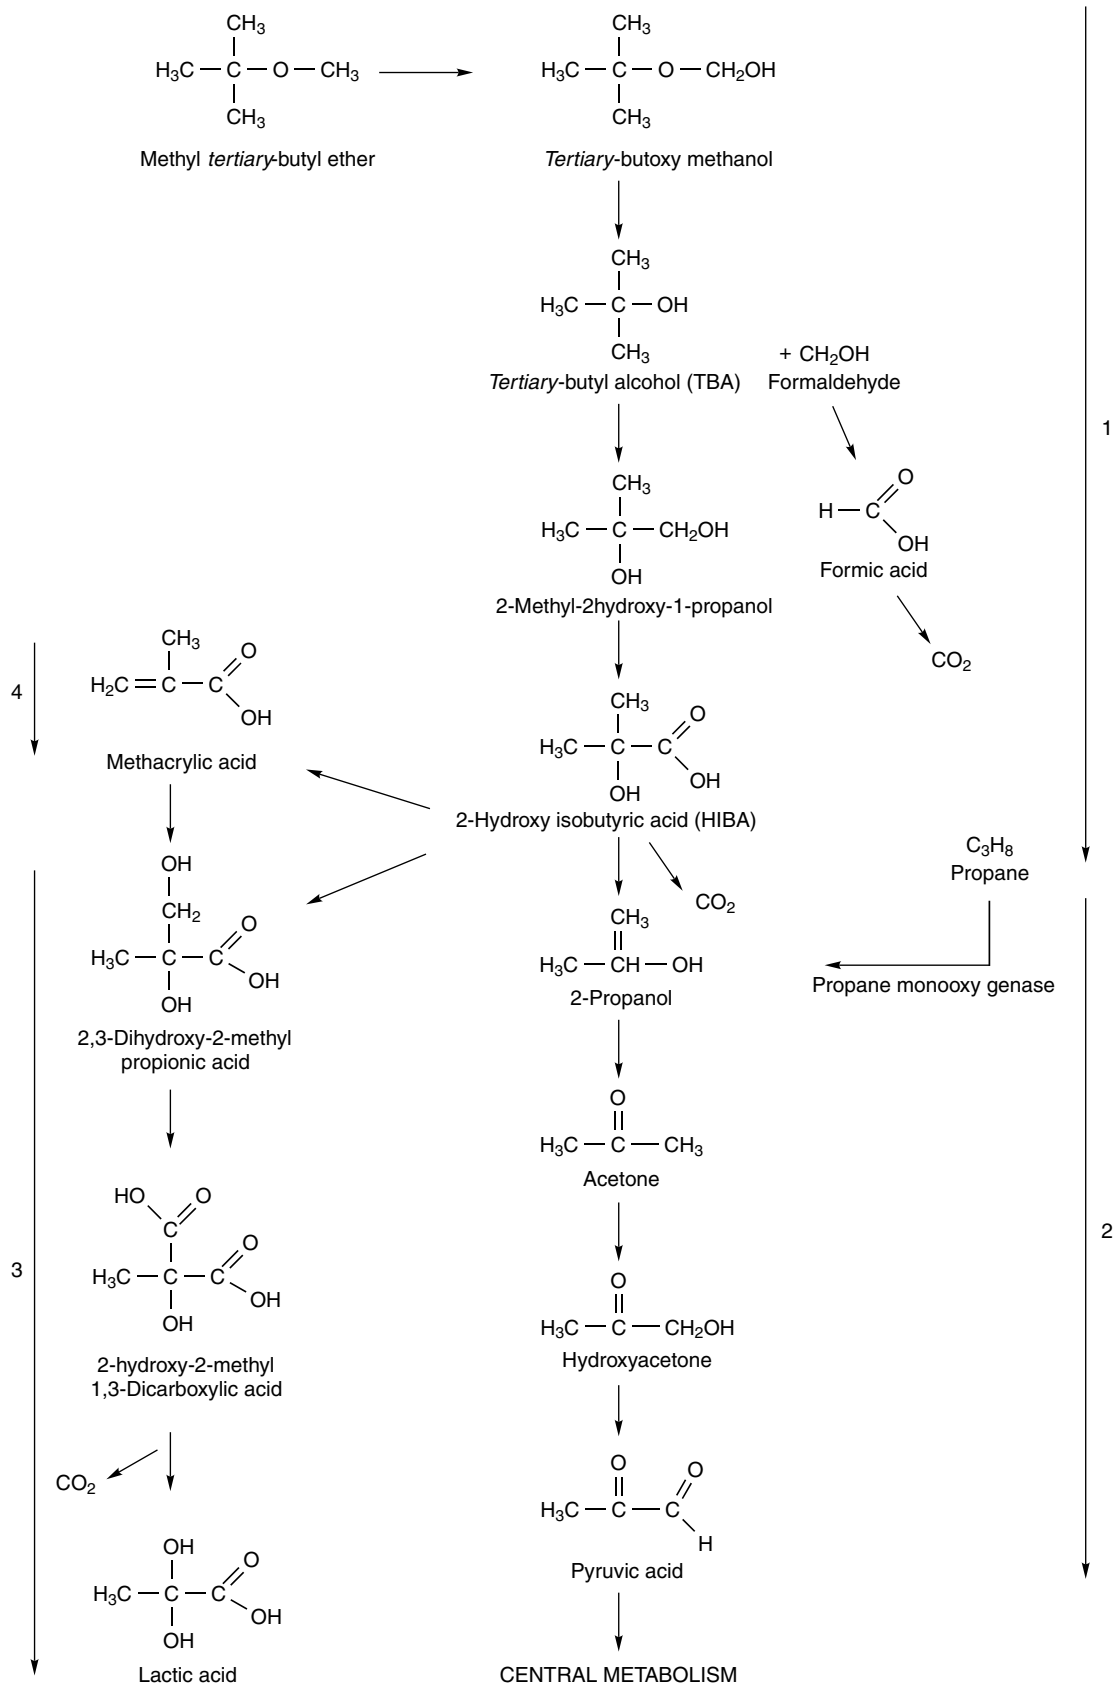 CH3 CH3
H3C — C — O — CH3 H3C — C — O — CH2OH
CH3 CH3
Methyl tertiary-butyl ether Tertiary-butoxy methanol
CH3
H3C — C — OH
CH3 + CH2OH
Tertiary-butyl alcohol (TBA) Formaldehyde
1
CH3 O
H — C
H3C — C — CH2OH
OH
OH Formic acid
2-Methyl-2hydroxy-1-propanol
CH3 O CO2
4 H2C = C — C
OH CH3 O
Methacrylic acid H3C — C — C
OH
OH
2-Hydroxy isobutyric acid (HIBA)
C3H8
OH Propane
CH2 O CO2
CH3
H3C — C — C H3C — CH — OH
OH Propane monooxy genase
OH 2-Propanol
2,3-Dihydroxy-2-methyl
propionic acid
O
H3C — C — CH3
Acetone
HO O
C O 2
3 H3C — C — C O
OH
OH H3C — C — CH2OH
2-hydroxy-2-methyl Hydroxyacetone
1,3-Dicarboxylic acid
CO2 O O
H3C — C — C
H
OH O
Pyruvic acid
H3C — C — C
OH
OH
Lactic acid CENTRAL METABOLISM